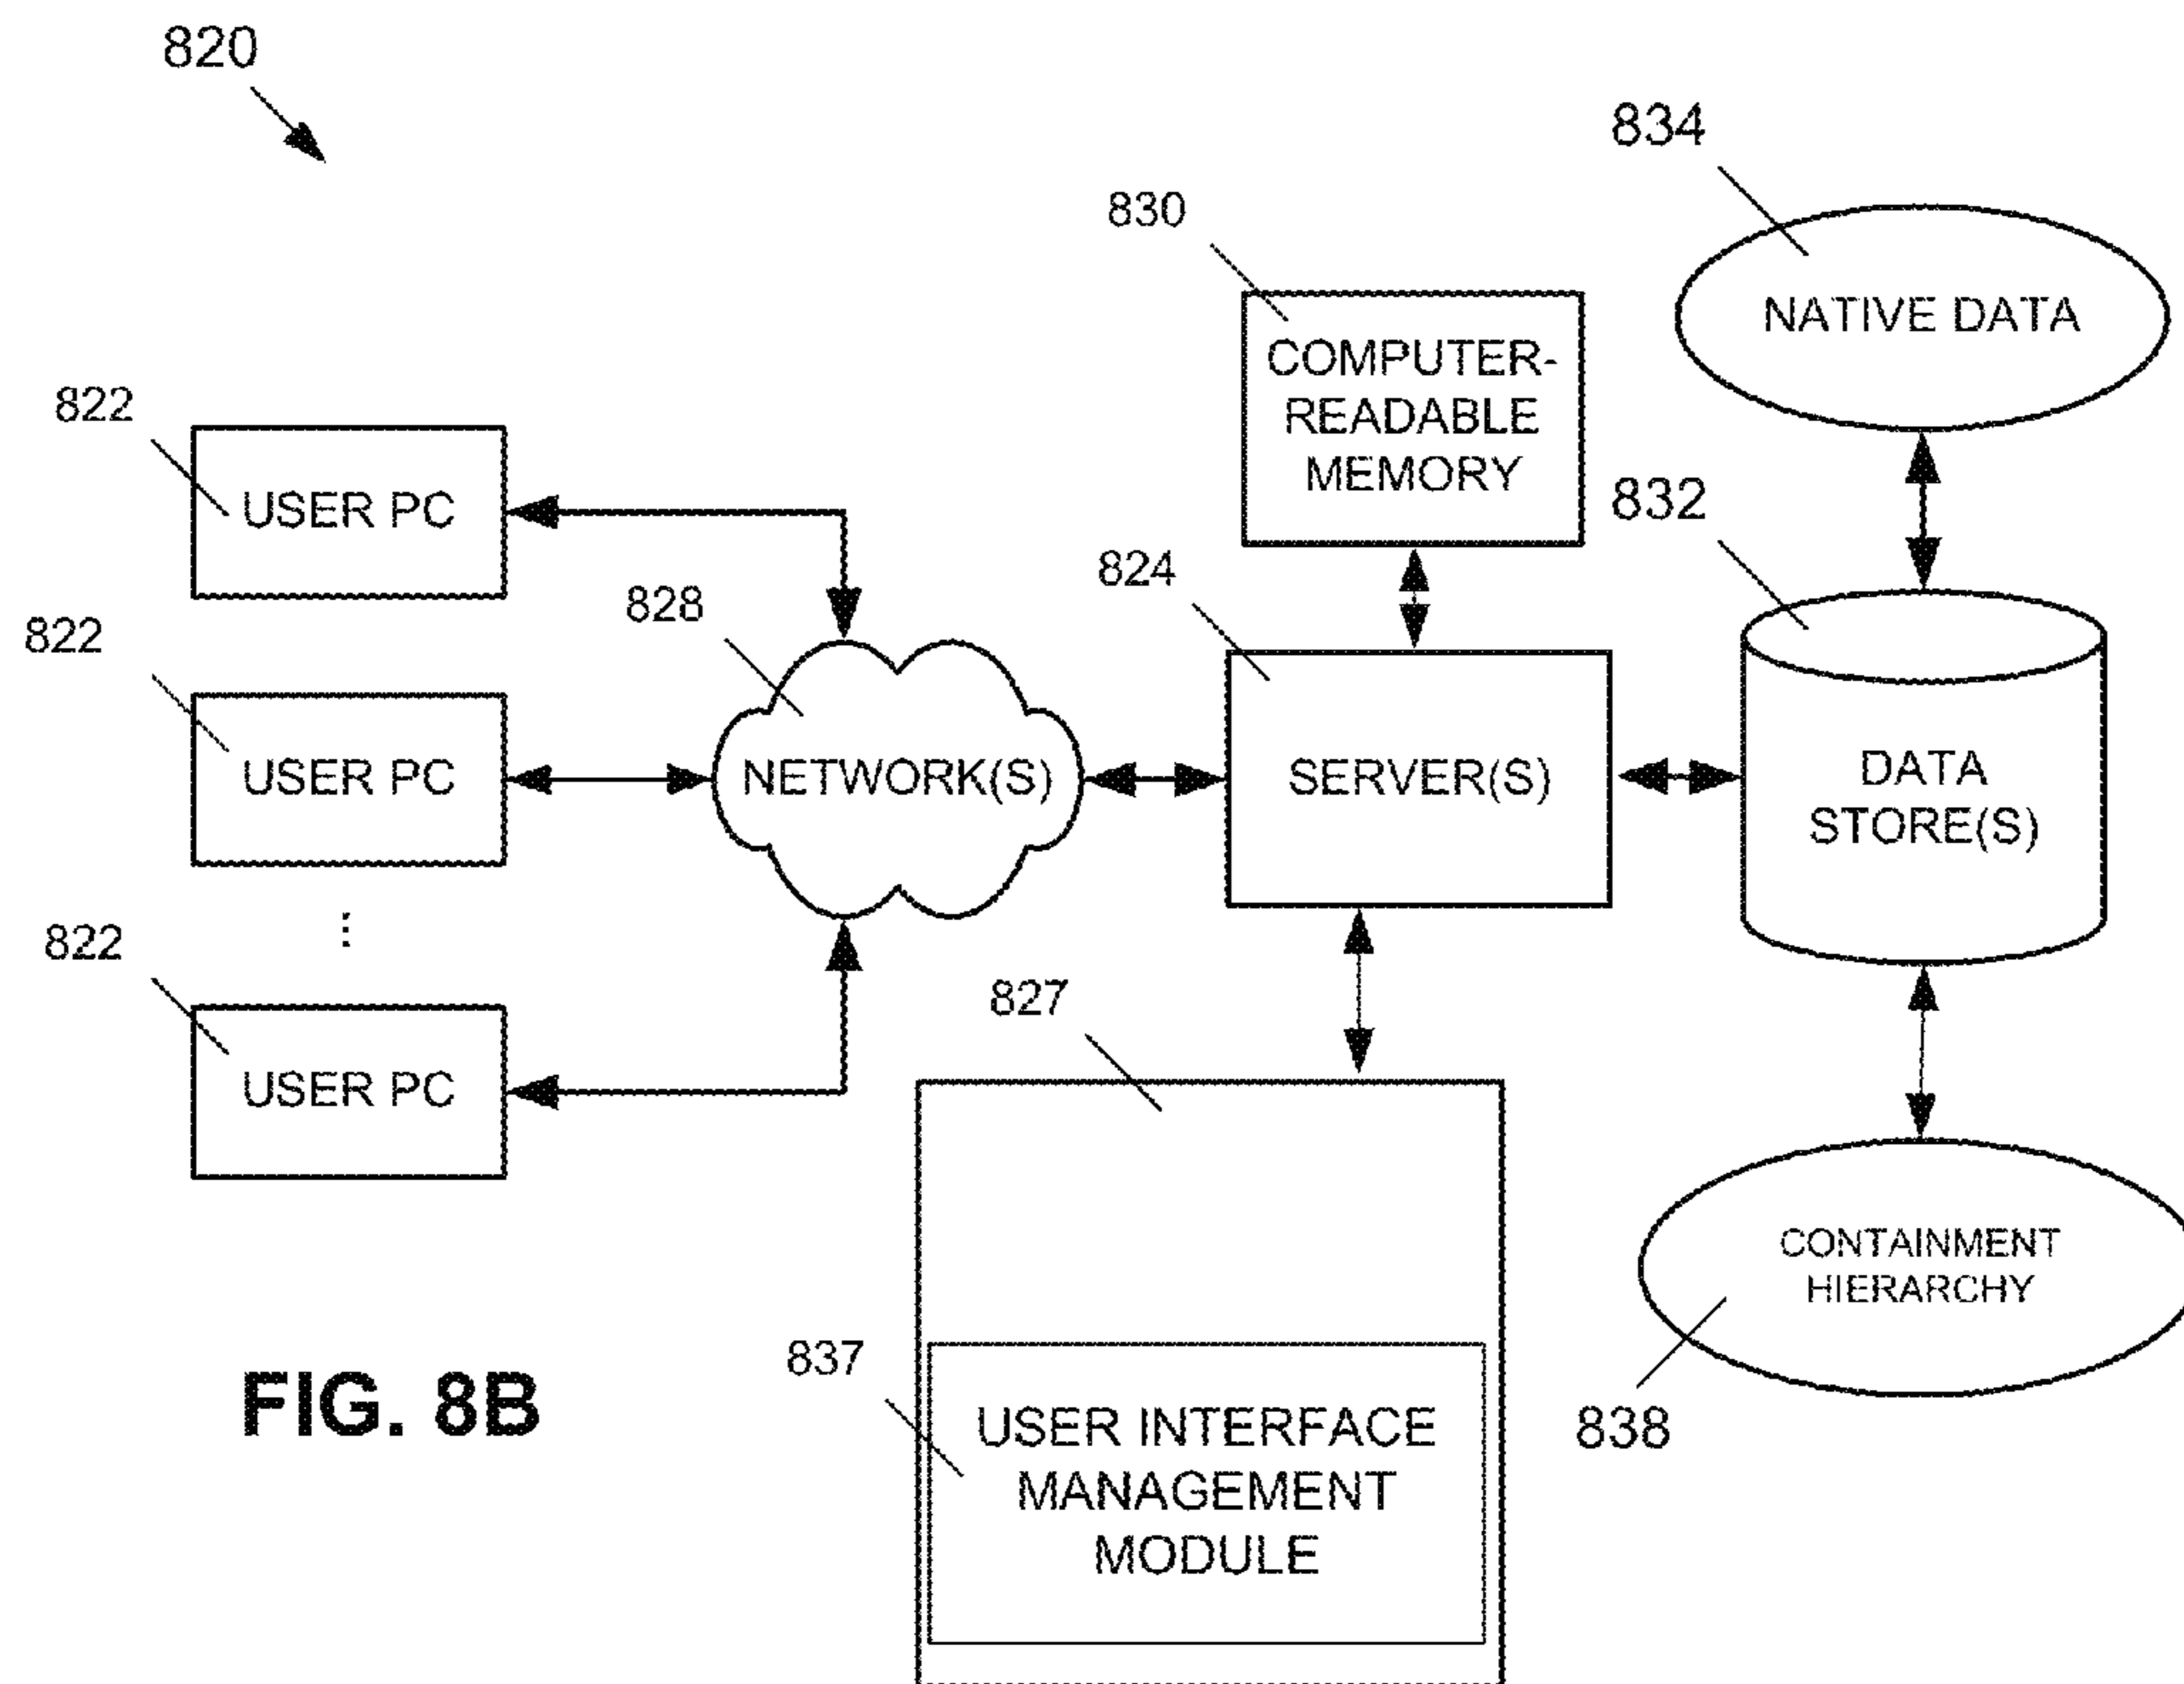 820
834
830
NATIVE DATA
COMPUTER-
READABLE
MEMORY
822
USER PC
832
824
828
822
USER PC
NETWORK(S)
SERVER(S)
DATA
STORE(S)
⋮
822
USER PC
827
CONTAINMENT
HIERARCHY
837
838
USER INTERFACE
MANAGEMENT
MODULE
FIG. 8B